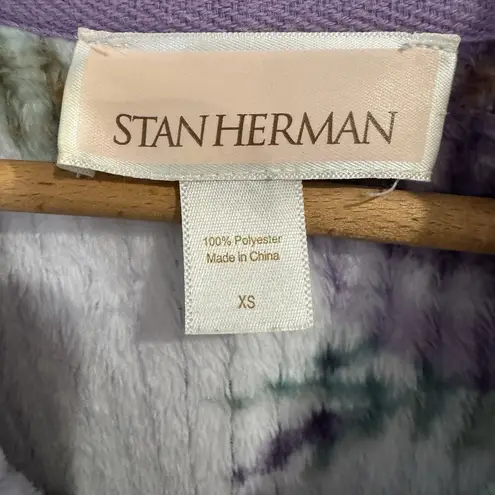 STAN HERMAN
100% Polyester
Made in China
XS